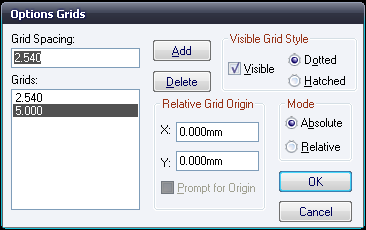 Options Grids
Grid Spacing:
2.540
Add
Delete
Grids:
2.540
5.000
Visible Grid Style
Visible
Dotted
Hatched
Relative Grid Origin
X: 0.000mm
Y: 0.000mm
Prompt for Origin
Mode
Absolute
Relative
OK
Cancel